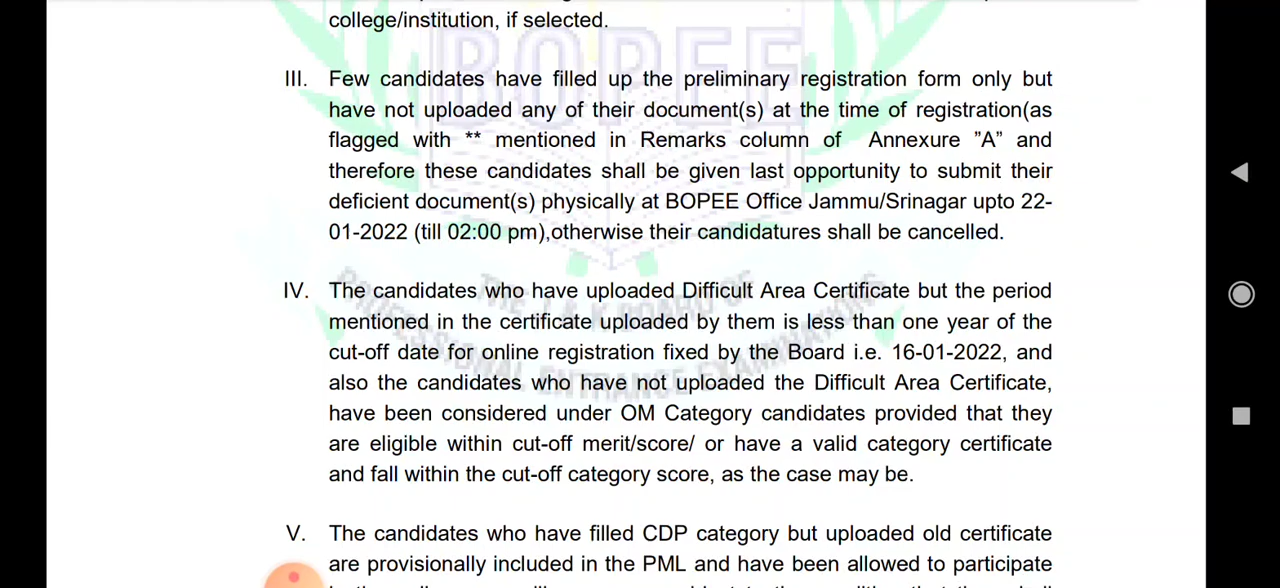 college/institution, if selected.
III. Few candidates have filled up the preliminary registration form only but
have not uploaded any of their document(s) at the time of registration(as
flagged with ** mentioned in Remarks column of Annexure ”A” and
therefore these candidates shall be given last opportunity to submit their
deficient document(s) physically at BOPEE Office Jammu/Srinagar upto 22-
01-2022 (till 02:00 pm),otherwise their candidatures shall be cancelled.
IV. The candidates who have uploaded Difficult Area Certificate but the period
mentioned in the certificate uploaded by them is less than one year of the
cut-off date for online registration fixed by the Board i.e. 16-01-2022, and
also the candidates who have not uploaded the Difficult Area Certificate,
have been considered under OM Category candidates provided that they
are eligible within cut-off merit/score/ or have a valid category certificate
and fall within the cut-off category score, as the case may be.
V. The candidates who have filled CDP category but uploaded old certificate
are provisionally included in the PML and have been allowed to participate
BOPEE
THE J & K BOARD OF
PROFESSIONAL ENTRANCE EXAMINATIONS